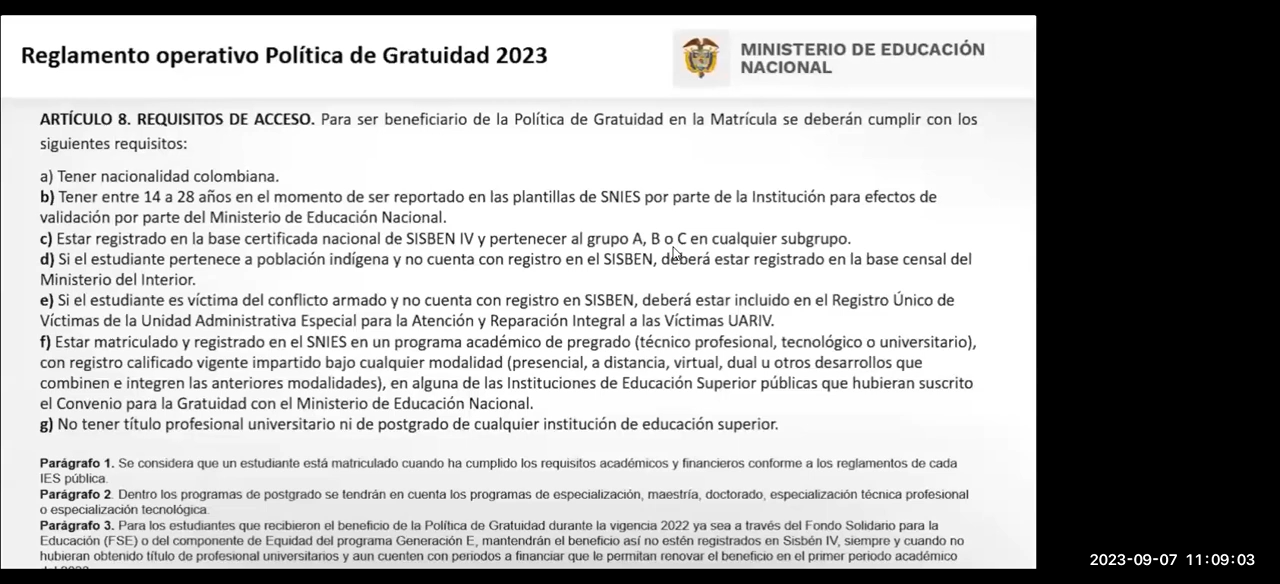 Reglamento operativo Política de Gratuidad 2023
MINISTERIO DE EDUCACIÓN
NACIONAL
ARTÍCULO 8. REQUISITOS DE ACCESO. Para ser beneficiario de la Política de Gratuidad en la Matrícula se deberán cumplir con los
siguientes requisitos:
a) Tener nacionalidad colombiana.
b) Tener entre 14 a 28 años en el momento de ser reportado en las plantillas de SNIES por parte de la Institución para efectos de
validación por parte del Ministerio de Educación Nacional.
c) Estar registrado en la base certificada nacional de SISBEN IV y pertenecer al grupo A, B o C en cualquier subgrupo.
d) Si el estudiante pertenece a población indígena y no cuenta con registro en el SISBEN, deberá estar registrado en la base censal del
Ministerio del Interior.
e) Si el estudiante es víctima del conflicto armado y no cuenta con registro en SISBEN, deberá estar incluido en el Registro Único de
Víctimas de la Unidad Administrativa Especial para la Atención y Reparación Integral a las Víctimas UARIV.
f) Estar matriculado y registrado en el SNIES en un programa académico de pregrado (técnico profesional, tecnológico o universitario),
con registro calificado vigente impartido bajo cualquier modalidad (presencial, a distancia, virtual, dual u otros desarrollos que
combinen e integren las anteriores modalidades), en alguna de las Instituciones de Educación Superior públicas que hubieran suscrito
el Convenio para la Gratuidad con el Ministerio de Educación Nacional.
g) No tener título profesional universitario ni de postgrado de cualquier institución de educación superior.
Parágrafo 1. Se considera que un estudiante está matriculado cuando ha cumplido los requisitos académicos y financieros conforme a los reglamentos de cada
IES pública.
Parágrafo 2. Dentro los programas de postgrado se tendrán en cuenta los programas de especialización, maestría, doctorado, especialización técnica profesional
o especialización tecnológica.
Parágrafo 3. Para los estudiantes que recibieron el beneficio de la Política de Gratuidad durante la vigencia 2022 ya sea a través del Fondo Solidario para la
Educación (FSE) o del componente de Equidad del programa Generación E, mantendrán el beneficio así no estén registrados en Sisbén IV, siempre y cuando no
hubieran obtenido título de profesional universitarios y aun cuenten con periodos a financiar que le permitan renovar el beneficio en el primer periodo académico
2023-09-07 11:09:03